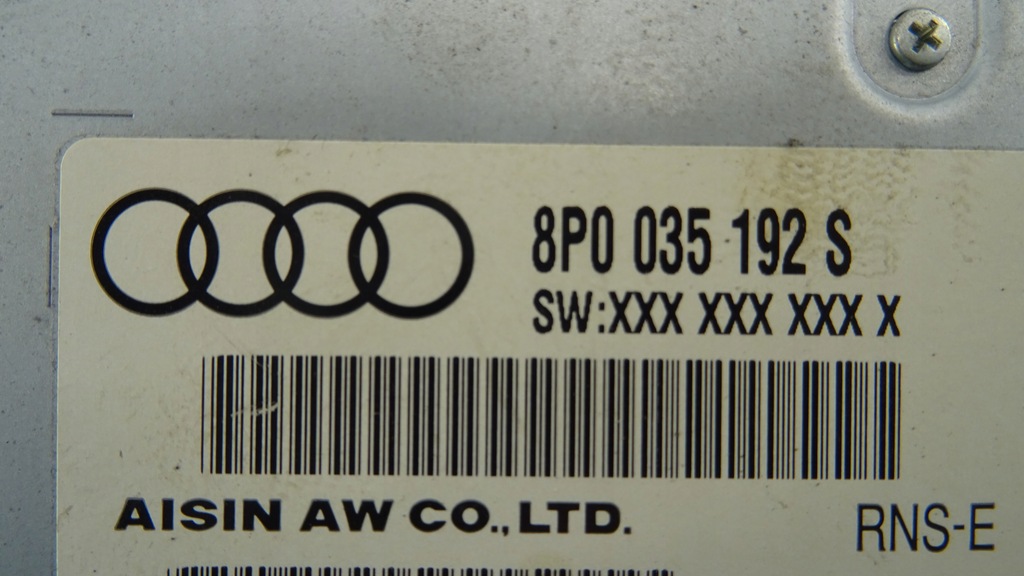 8P0 035 192 S
SW:XXX XXX XXX X
AISIN AW CO.,LTD.
RNS-E